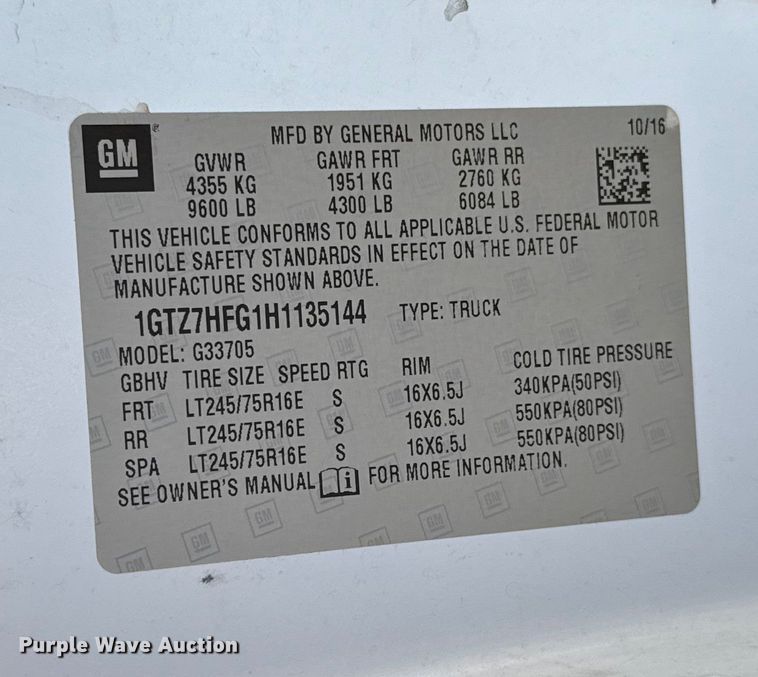 GM
MFD BY GENERAL MOTORS LLC 10/16
GVWR GAWR FRT GAWR RR
4355 KG 1951 KG 2760 KG
9600 LB 4300 LB 6084 LB
THIS VEHICLE CONFORMS TO ALL APPLICABLE U.S. FEDERAL MOTOR
VEHICLE SAFETY STANDARDS IN EFFECT ON THE DATE OF
MANUFACTURE SHOWN ABOVE.
1GTZ7HFG1H1135144 TYPE: TRUCK
MODEL: G33705
GBHV TIRE SIZE SPEED RTG RIM COLD TIRE PRESSURE
FRT LT245/75R16E S 16X6.5J 340KPA(50PSI)
RR LT245/75R16E S 16X6.5J 550KPA(80PSI)
SPA LT245/75R16E S 16X6.5J 550KPA(80PSI)
SEE OWNER'S MANUAL i FOR MORE INFORMATION.
Purple Wave Auction